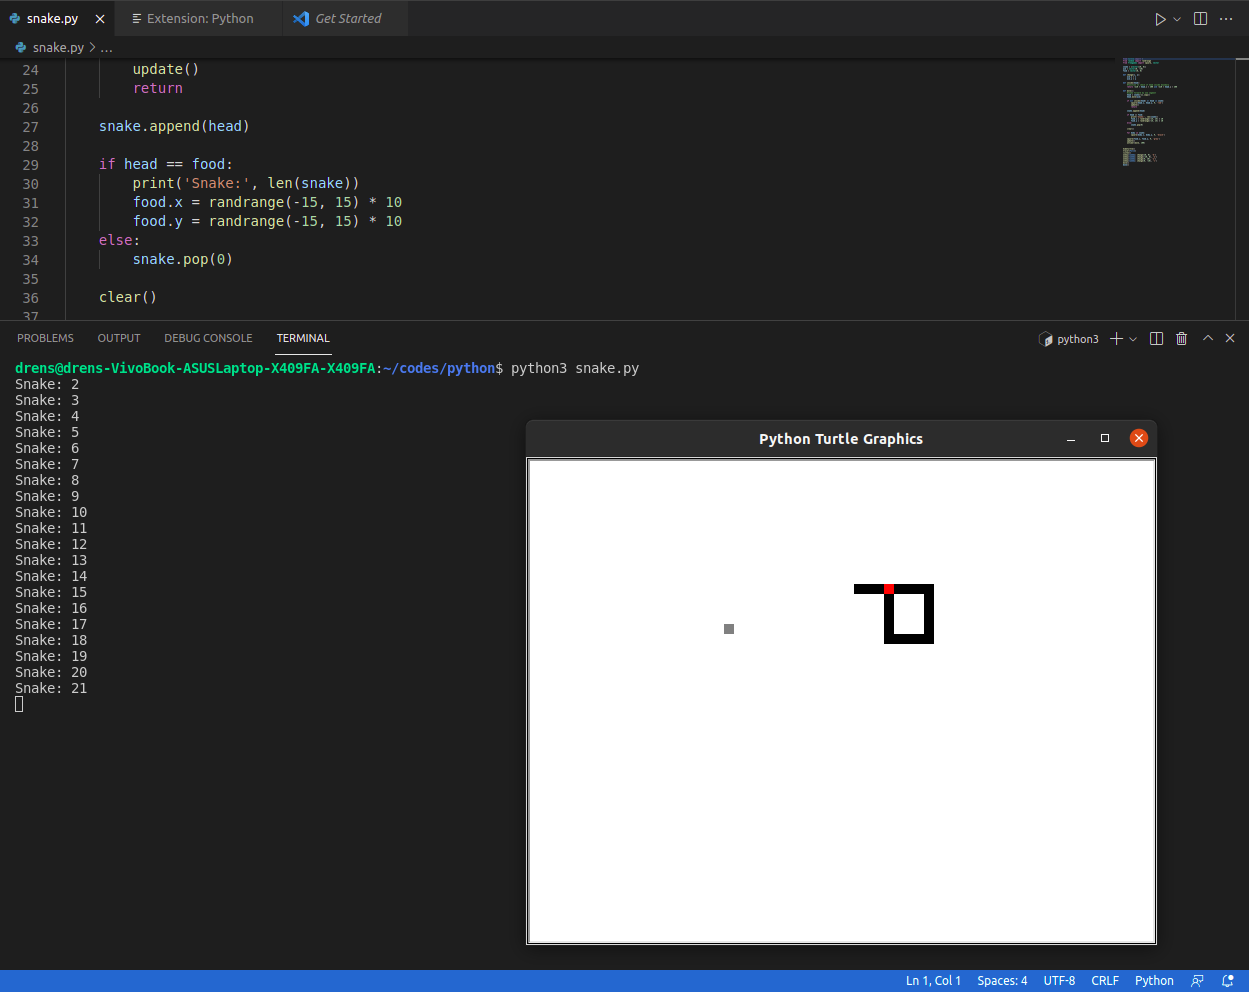 snake.py
Extension: Python
Get Started
snake.py > ...
24 update()
25 return
26
27 snake.append(head)
28
29 if head == food:
30 print('Snake:', len(snake))
31 food.x = randrange(-15, 15) * 10
32 food.y = randrange(-15, 15) * 10
33 else:
34 snake.pop(0)
35
36 clear()
37
PROBLEMS OUTPUT DEBUG CONSOLE TERMINAL python3
drens@drens-VivoBook-ASUSLaptop-X409FA-X409FA:~/codes/python$ python3 snake.py
Snake: 2
Snake: 3
Snake: 4
Snake: 5
Snake: 6
Snake: 7
Snake: 8
Snake: 9
Snake: 10
Snake: 11
Snake: 12
Snake: 13
Snake: 14
Snake: 15
Snake: 16
Snake: 17
Snake: 18
Snake: 19
Snake: 20
Snake: 21
Python Turtle Graphics
Ln 1, Col 1 Spaces: 4 UTF-8 CRLF Python